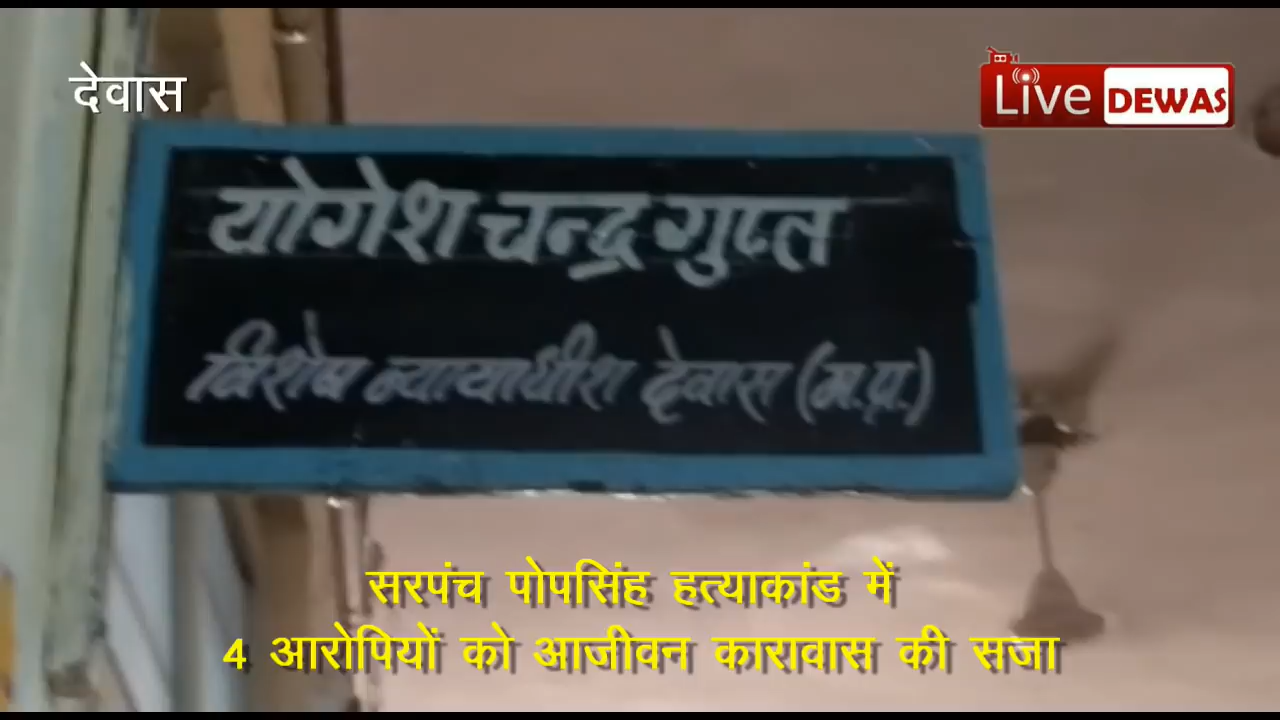 देवास
Live DEWAS
योगेश चन्द्र गुप्त
विशेष न्यायाधीश देवास (म.प्र.)
सरपंच पोपसिंह हत्याकांड में
4 आरोपियों को आजीवन कारावास की सजा